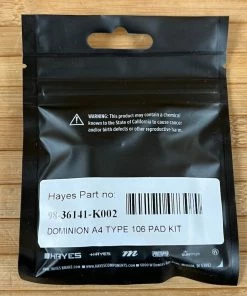 WARNING: This product may contain a chemical
known to the State of California to cause cancer
and/or birth defects or other reproductive harm.
Hayes Part no:
98-36141-K002
DOMINION A4 TYPE 106 PAD KIT
HAYES HAYES